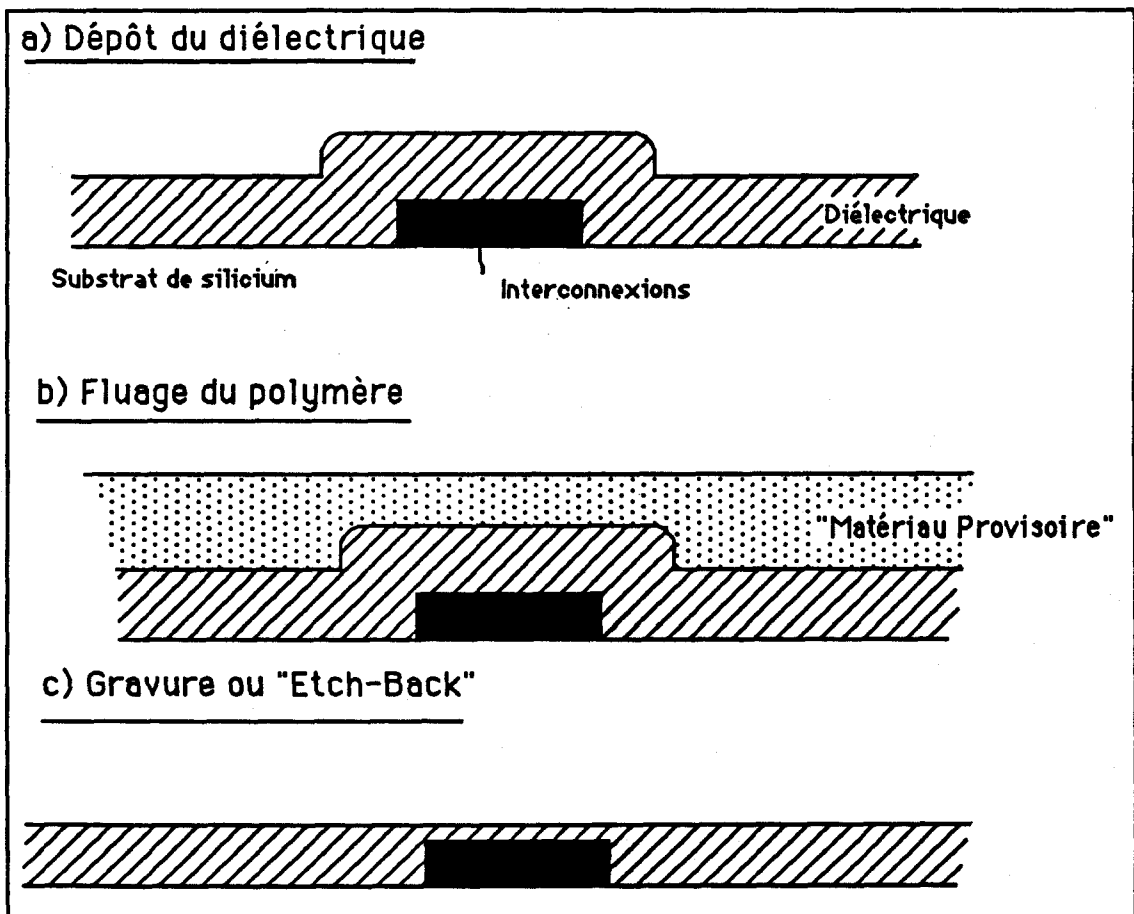 a) Dépôt du diélectrique
Diélectrique
Substrat de silicium
Interconnexions
b) Fluage du polymère
"Matériau Provisoire"
c) Gravure ou "Etch-Back"